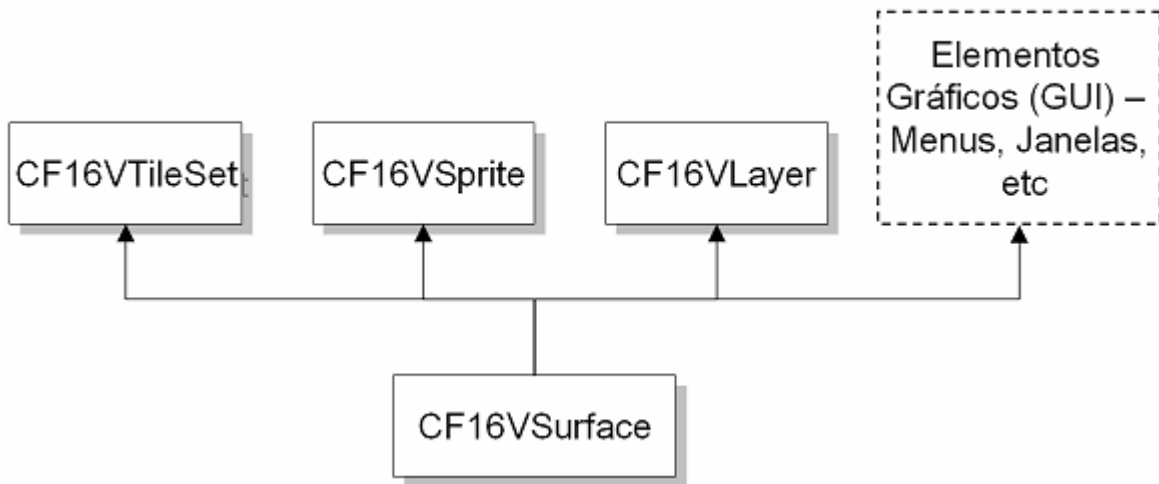 Elementos
Gráficos (GUI) –
Menus, Janelas,
etc
CF16VTileSet
CF16VSprite
CF16VLayer
CF16VSurface